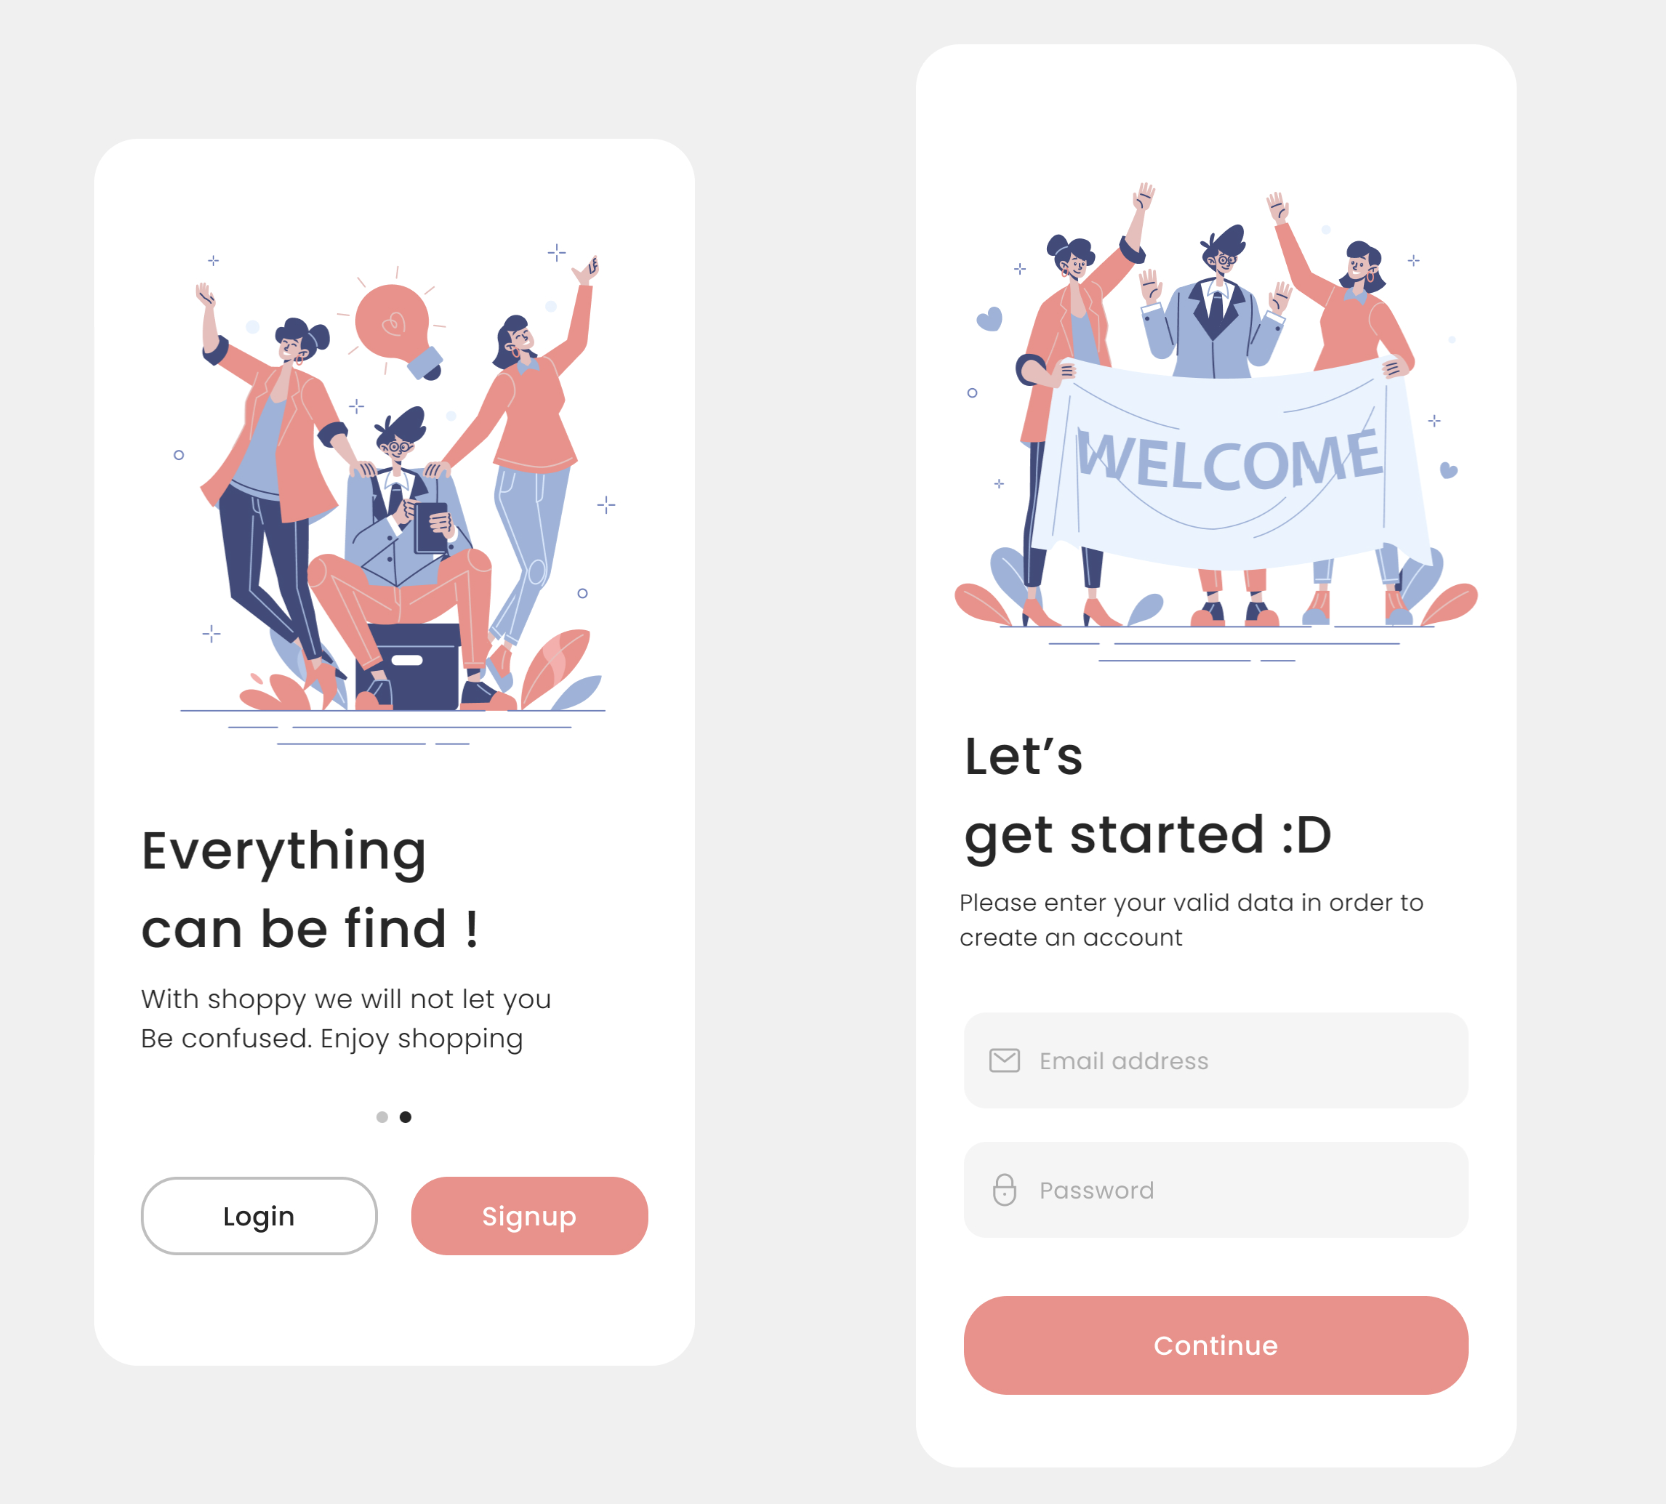 Everything
can be find !
With shoppy we will not let you
Be confused. Enjoy shopping
Login
Signup
WELCOME
Let’s
get started :D
Please enter your valid data in order to
create an account
Email address
Password
Continue